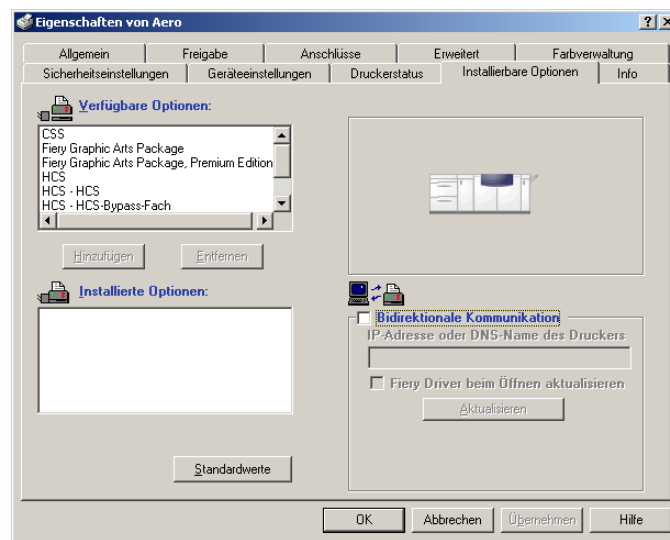 Eigenschaften von Aero
Allgemein Freigabe Anschlüsse Erweitert Farbverwaltung
Sicherheitseinstellungen Geräteeinstellungen Druckerstatus Installierbare Optionen Info
Verfügbare Optionen:
CSS
Fiery Graphic Arts Package
Fiery Graphic Arts Package, Premium Edition
HCS
HCS - HCS
HCS - HCS-Bypass-Fach
Hinzufügen Entfernen
Installierte Optionen:
Standardwerte
Bidirektionale Kommunikation
IP-Adresse oder DNS-Name des Druckers
Fiery Driver beim Öffnen aktualisieren
Aktualisieren
OK Abbrechen Übernehmen Hilfe